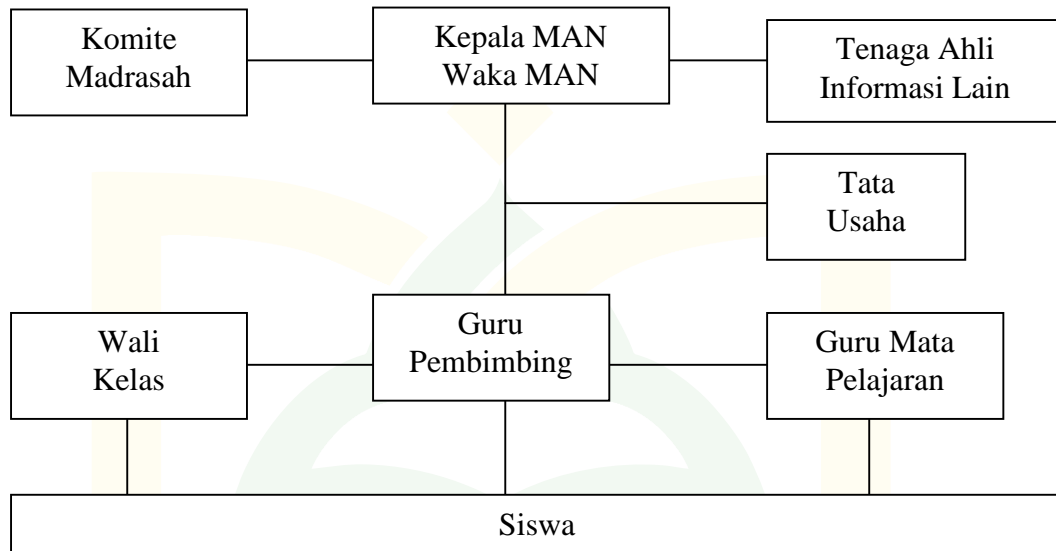 Komite
Madrasah
Kepala MAN
Waka MAN
Tenaga Ahli
Informasi Lain
Tata
Usaha
Wali
Kelas
Guru
Pembimbing
Guru Mata
Pelajaran
Siswa